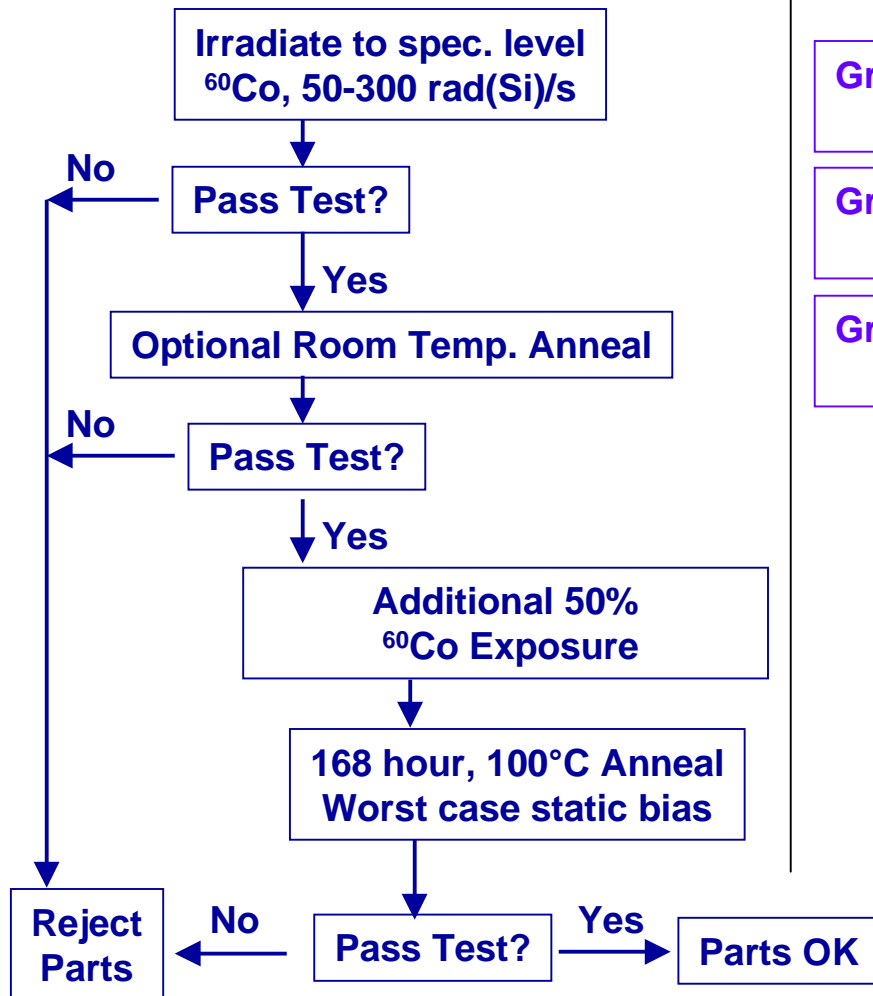 Irradiate to spec. level
⁶⁰Co, 50-300 rad(Si)/s
No
Pass Test?
Yes
Optional Room Temp. Anneal
No
Pass Test?
Yes
Additional 50%
⁶⁰Co Exposure
168 hour, 100°C Anneal
Worst case static bias
Reject
Parts
No
Pass Test?
Yes
Parts OK